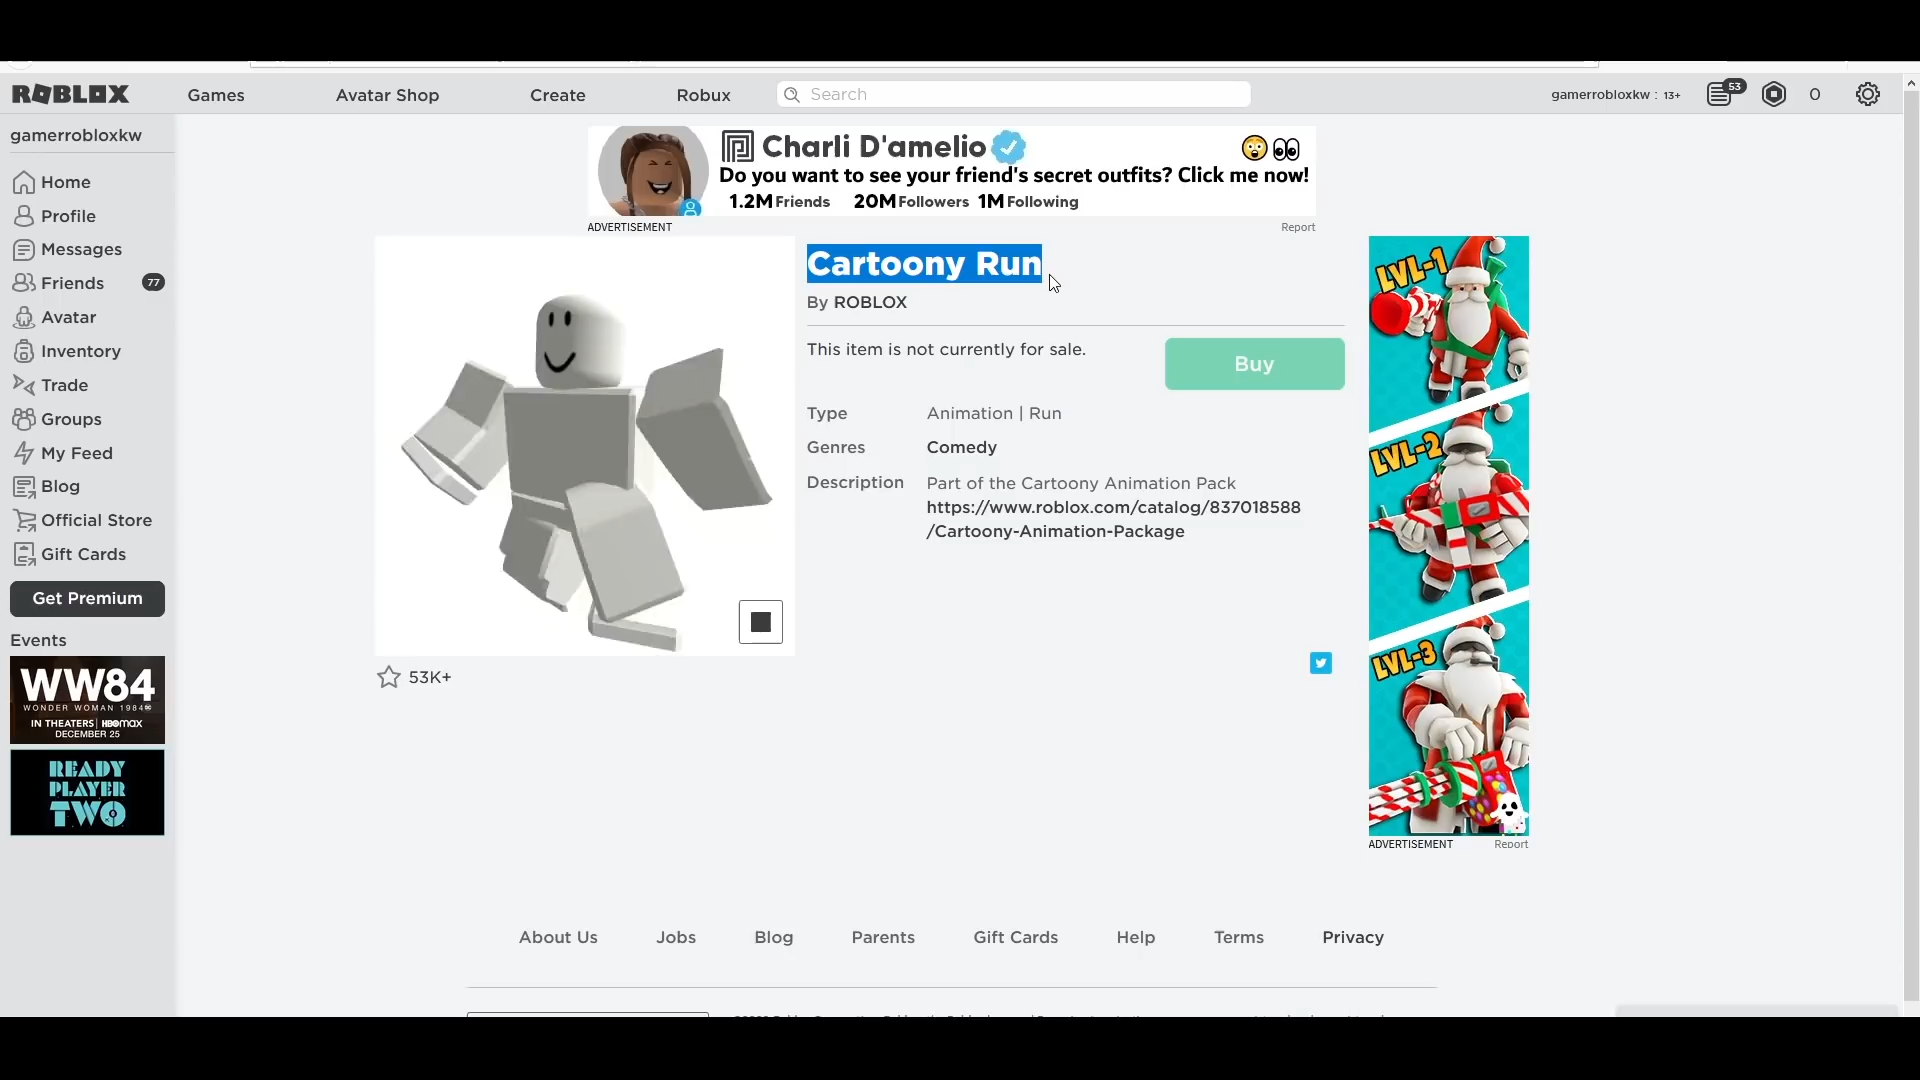 ROBLOX
Games
Avatar Shop
Create
Robux
Search
gamerrobloxkw : 13+
53
0
gamerrobloxkw
Home
Profile
Messages
Friends 77
Avatar
Inventory
Trade
Groups
My Feed
Blog
Official Store
Gift Cards
Get Premium
Events
WW84
WONDER WOMAN 1984
IN THEATERS | HBOmax
DECEMBER 25
READY
PLAYER
TWO
Charli D'amelio
Do you want to see your friend's secret outfits? Click me now!
1.2M Friends 20M Followers 1M Following
ADVERTISEMENT
Report
Cartoony Run
By ROBLOX
This item is not currently for sale.
Buy
Type Animation | Run
Genres Comedy
Description Part of the Cartoony Animation Pack
https://www.roblox.com/catalog/837018588
/Cartoony-Animation-Package
53K+
LVL-1
LVL-2
LVL-3
ADVERTISEMENT
Report
About Us
Jobs
Blog
Parents
Gift Cards
Help
Terms
Privacy